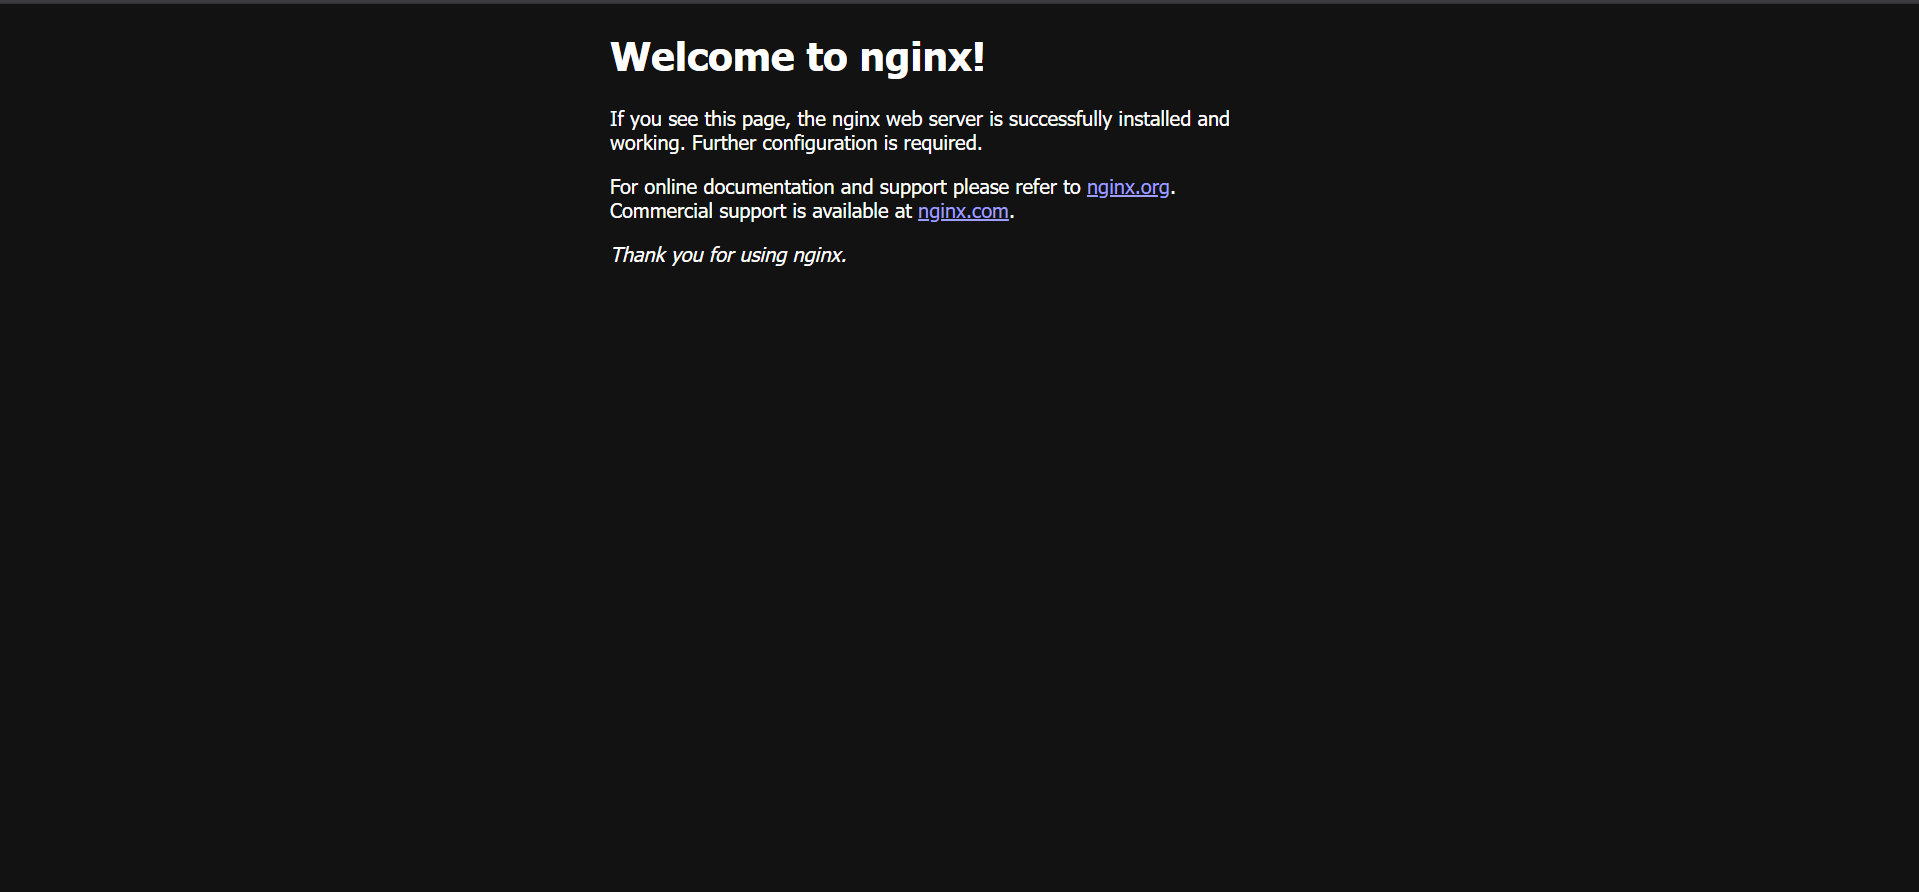 Welcome to nginx!
If you see this page, the nginx web server is successfully installed and
working. Further configuration is required.
For online documentation and support please refer to nginx.org.
Commercial support is available at nginx.com.
Thank you for using nginx.